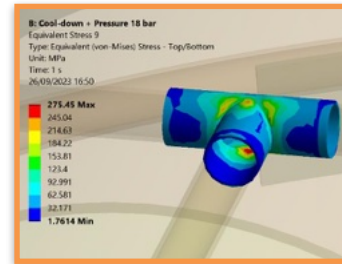 B: Cool-down + Pressure 18 bar
Equivalent Stress 9
Type: Equivalent (von-Mises) Stress - Top/Bottom
Unit: MPa
Time: 1 s
26/09/2023 16:50
275.45 Max
245.04
214.63
184.22
153.81
123.4
92.991
62.581
32.171
1.7614 Min